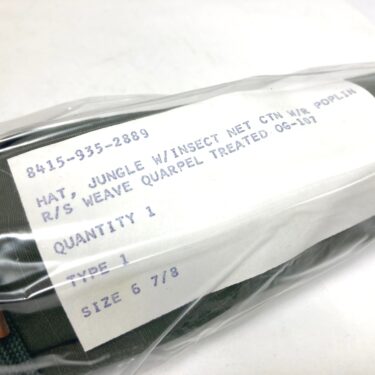 8415-935-2889
HAT, JUNGLE W/INSECT NET CTN W/R POPLIN
R/S WEAVE QUARPEL TREATED OG-107
QUANTITY 1
TYPE 1
SIZE 6 7/8